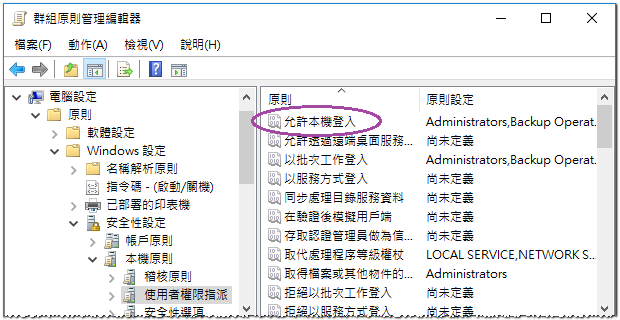 群組原則管理編輯器
檔案(F) 動作(A) 檢視(V) 說明(H)
電腦設定
原則
軟體設定
Windows 設定
名稱解析原則
指令碼 - (啟動/關機)
已部署的印表機
安全性設定
帳戶原則
本機原則
稽核原則
使用者權限指派
安全性選項
原則 原則設定
允許本機登入 Administrators,Backup Operat...
允許透過遠端桌面服務... 尚未定義
以批次工作登入 Administrators,Backup Operat...
以服務方式登入 尚未定義
同步處理目錄服務資料 尚未定義
在驗證後模擬用戶端 尚未定義
存取認證管理員做為信... 尚未定義
取代處理程序等級權杖 LOCAL SERVICE,NETWORK S...
取得檔案或其他物件的... Administrators
拒絕以批次工作登入 尚未定義
拒絕以服務方式登入 尚未定義